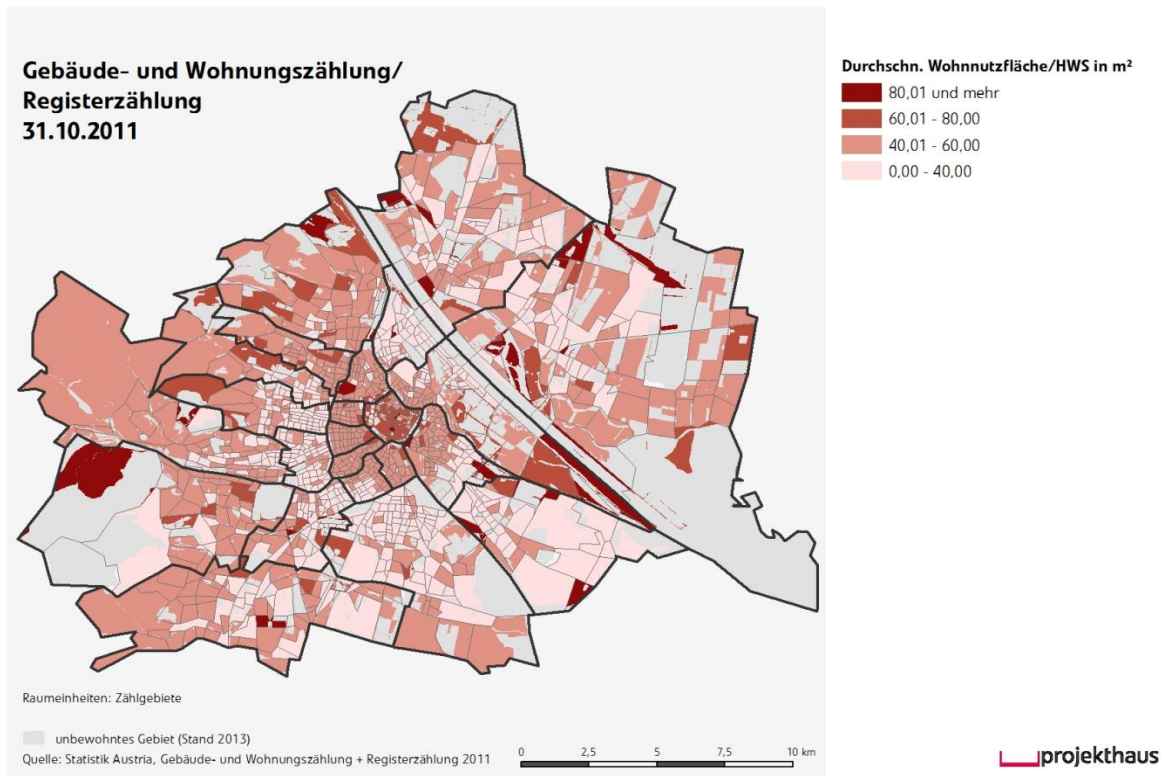 Gebäude- und Wohnungszählung/
Registerzählung
31.10.2011
Durchschn. Wohnnutzfläche/HWS in m²
80,01 und mehr
60,01 - 80,00
40,01 - 60,00
0,00 - 40,00
Raumeinheiten: Zählgebiete
unbewohntes Gebiet (Stand 2013)
Quelle: Statistik Austria, Gebäude- und Wohnungszählung + Registerzählung 2011
0 2,5 5 7,5 10 km
projekthaus